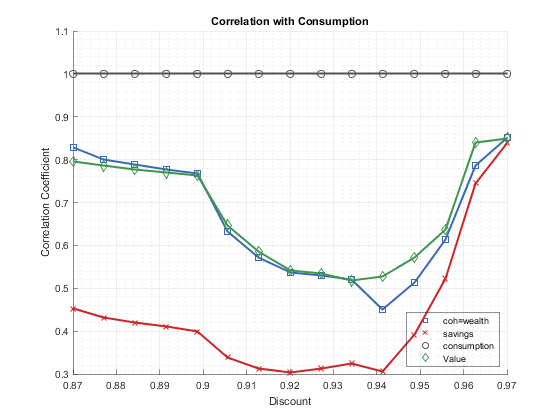 Correlation with Consumption
1.1
1
0.9
0.8
0.7
0.6
0.5
0.4
0.3
Correlation Coefficient
coh=wealth
savings
consumption
Value
0.87 0.88 0.89 0.9 0.91 0.92 0.93 0.94 0.95 0.96 0.97
Discount